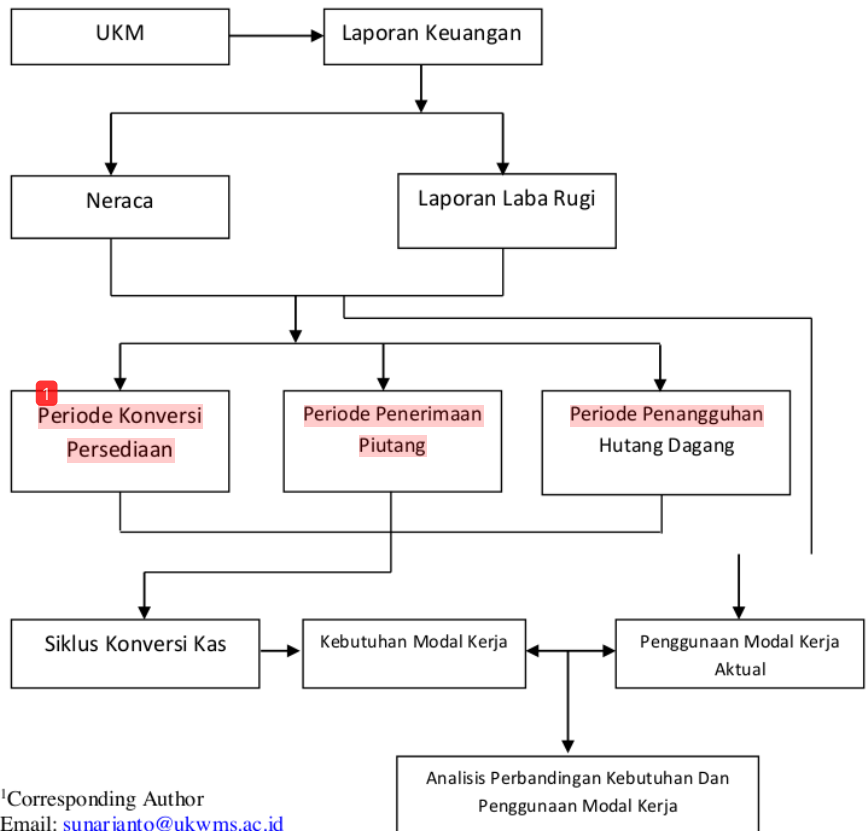 UKM
Laporan Keuangan
Neraca
Laporan Laba Rugi
1
Periode Konversi
Persediaan
Periode Penerimaan
Piutang
Periode Penangguhan
Hutang Dagang
Siklus Konversi Kas
Kebutuhan Modal Kerja
Penggunaan Modal Kerja
Aktual
Analisis Perbandingan Kebutuhan Dan
Penggunaan Modal Kerja
¹Corresponding Author
Email: sunarjanto@ukwms.ac.id